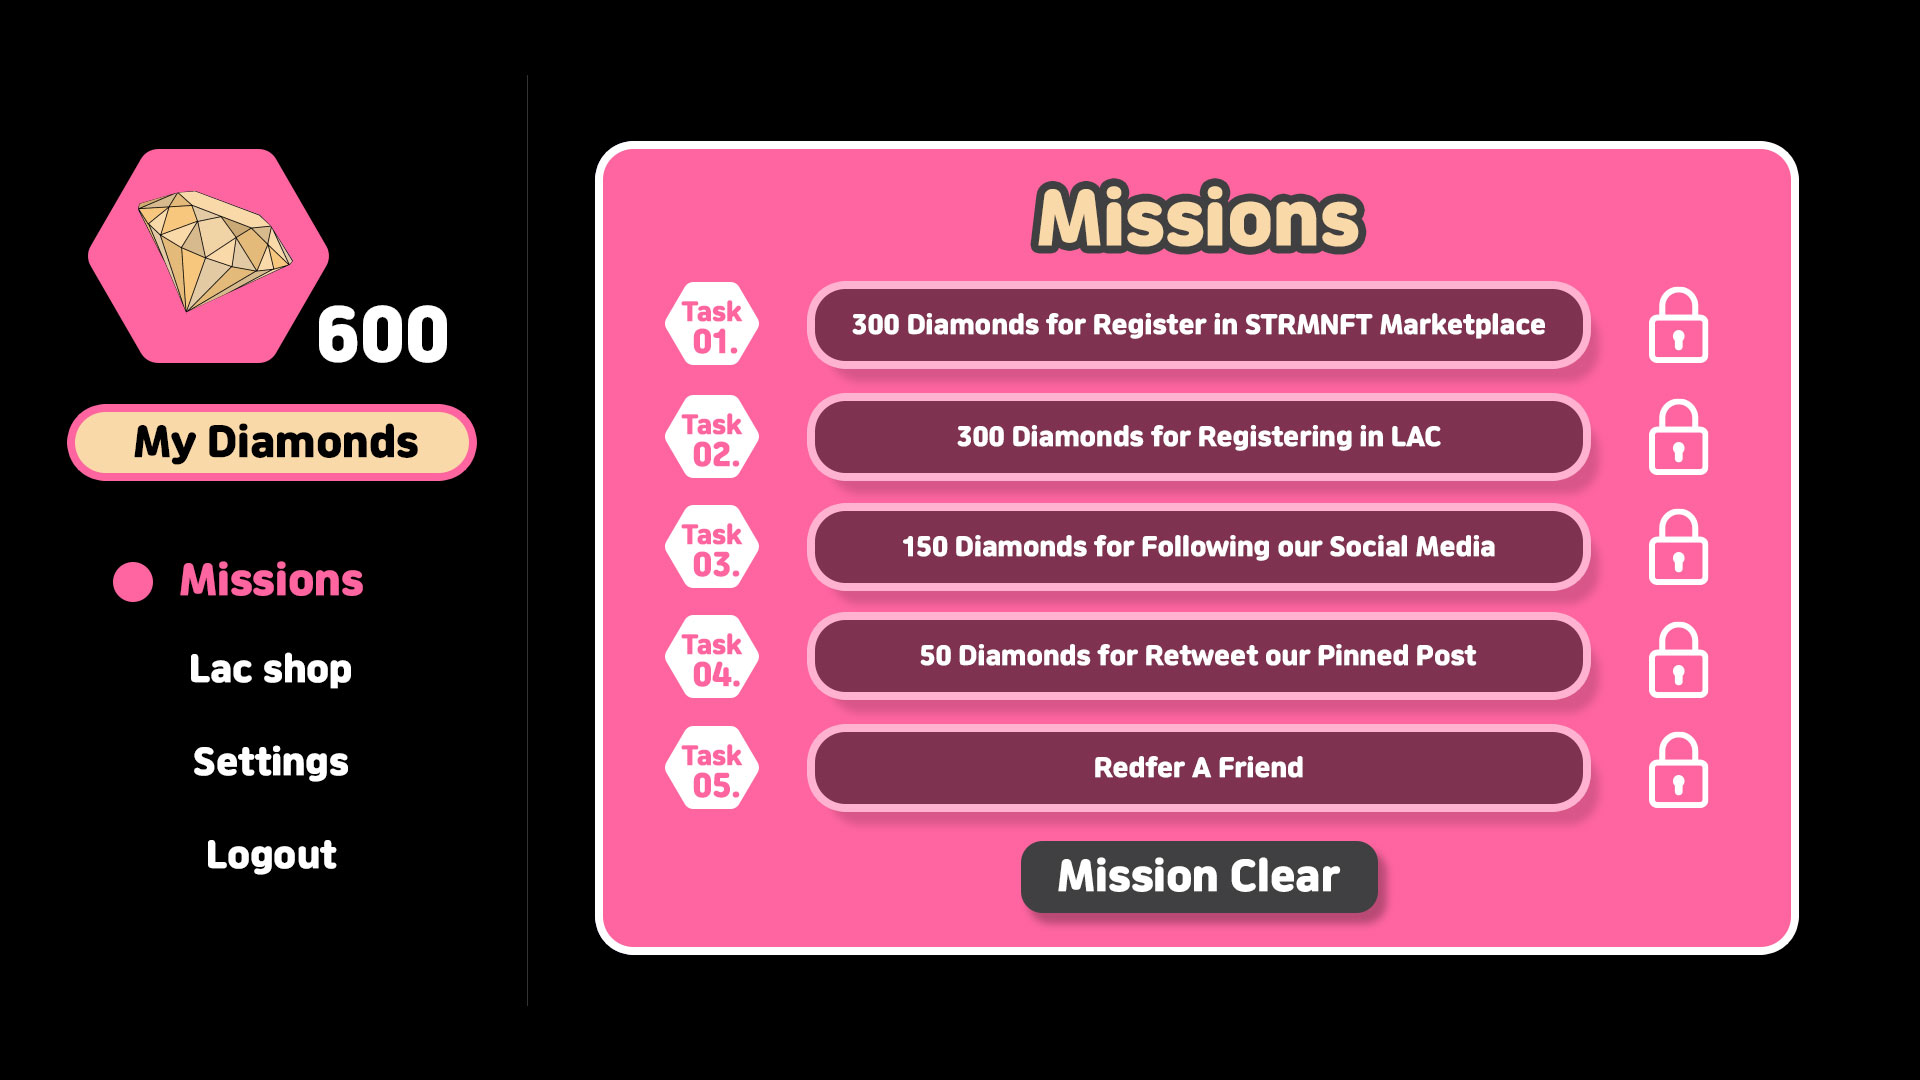 600
My Diamonds
Missions
Lac shop
Settings
Logout
Missions
Task
01.
300 Diamonds for Register in STRMNFT Marketplace
Task
02.
300 Diamonds for Registering in LAC
Task
03.
150 Diamonds for Following our Social Media
Task
04.
50 Diamonds for Retweet our Pinned Post
Task
05.
Redfer A Friend
Mission Clear